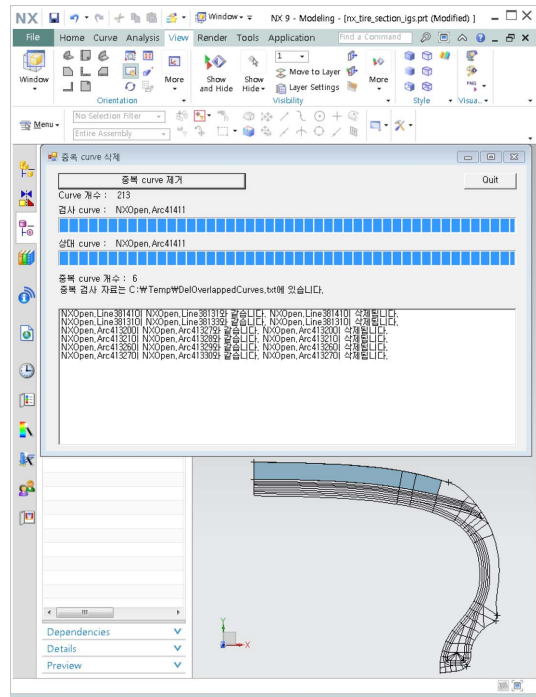 NX Window NX 9 - Modeling - [nx_tire_section_igs.prt (Modified) ]
File Home Curve Analysis View Render Tools Application Find a Command
Window
More
Orientation
Show and Hide
Show Hide
1
Move to Layer
Layer Settings
More
Visibility
Style
Visua...
Menu
No Selection Filter
Entire Assembly
중복 curve 삭제
중복 curve 제거
Quit
Curve 개수 : 213
검사 curve : NXOpen,Arc41411
상대 curve : NXOpen,Arc41411
중복 curve 개수 : 6
중복 검사 자료는 C:₩Temp₩DelOverlappedCurves,txt에 있습니다,
NXOpen,Line38141이 NXOpen,Line38131와 같습니다, NXOpen,Line38141이 삭제됩니다,
NXOpen,Line38131이 NXOpen,Line38133와 같습니다, NXOpen,Line38131이 삭제됩니다,
NXOpen,Arc41320이 NXOpen,Arc41327와 같습니다, NXOpen,Arc41320이 삭제됩니다,
NXOpen,Arc41321이 NXOpen,Arc41328와 같습니다, NXOpen,Arc41321이 삭제됩니다,
NXOpen,Arc41326이 NXOpen,Arc41329와 같습니다, NXOpen,Arc41326이 삭제됩니다,
NXOpen,Arc41327이 NXOpen,Arc41330와 같습니다, NXOpen,Arc41327이 삭제됩니다,
Y
X
Dependencies
Details
Preview